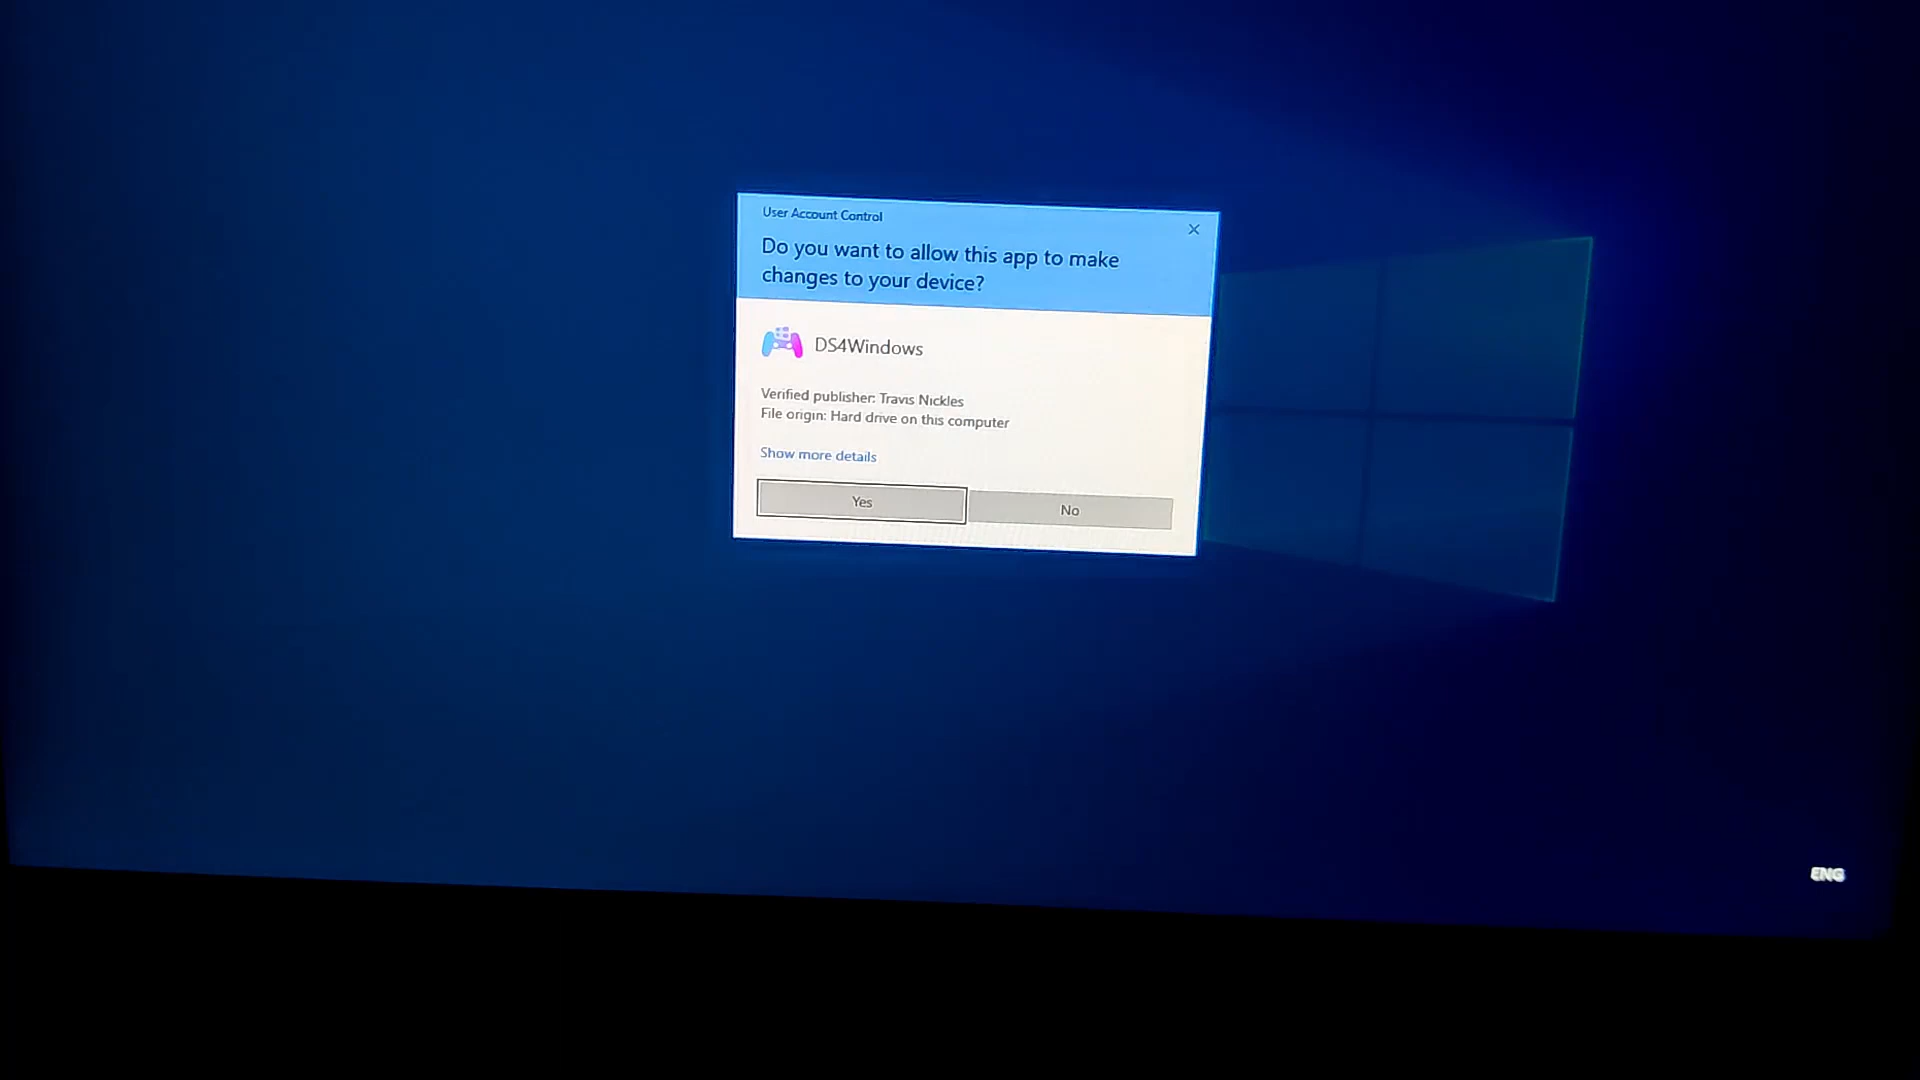 User Account Control
Do you want to allow this app to make
changes to your device?
DS4Windows
Verified publisher: Travis Nickles
File origin: Hard drive on this computer
Show more details
Yes
No
ENG